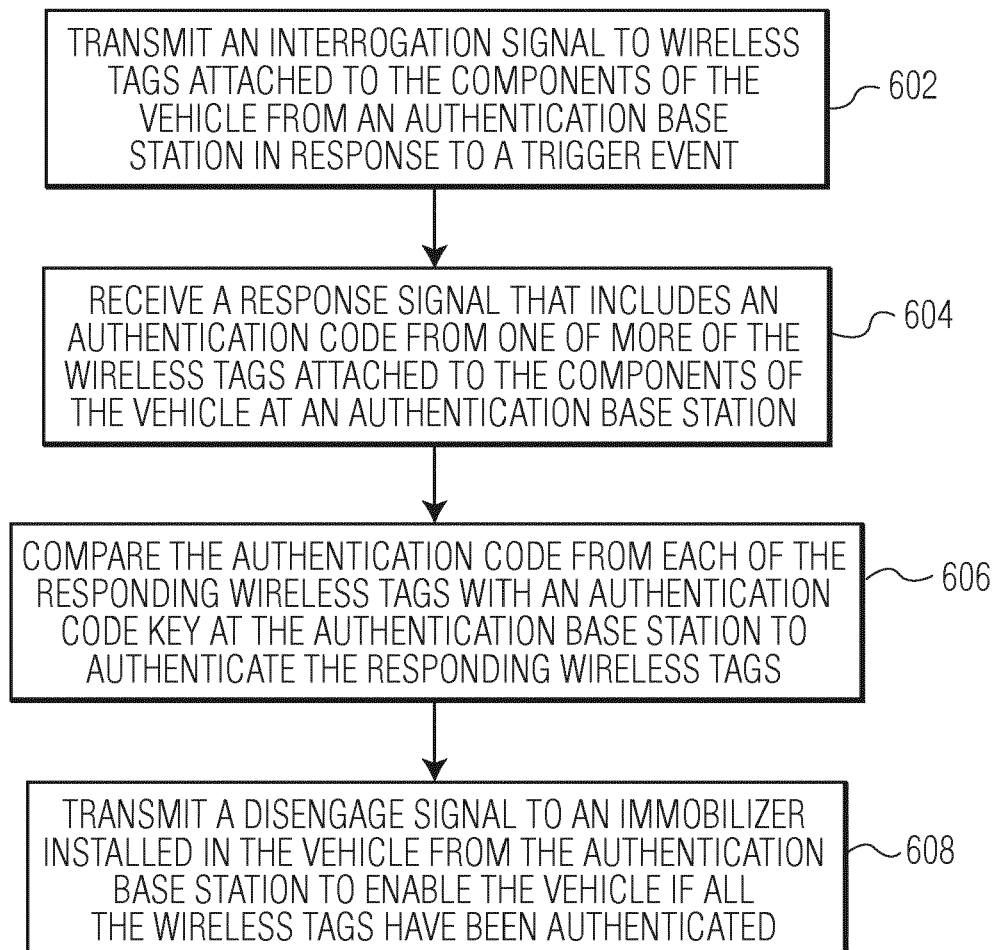 TRANSMIT AN INTERROGATION SIGNAL TO WIRELESS
TAGS ATTACHED TO THE COMPONENTS OF THE
VEHICLE FROM AN AUTHENTICATION BASE
STATION IN RESPONSE TO A TRIGGER EVENT
602
RECEIVE A RESPONSE SIGNAL THAT INCLUDES AN
AUTHENTICATION CODE FROM ONE OF MORE OF THE
WIRELESS TAGS ATTACHED TO THE COMPONENTS OF
THE VEHICLE AT AN AUTHENTICATION BASE STATION
604
COMPARE THE AUTHENTICATION CODE FROM EACH OF THE
RESPONDING WIRELESS TAGS WITH AN AUTHENTICATION
CODE KEY AT THE AUTHENTICATION BASE STATION TO
AUTHENTICATE THE RESPONDING WIRELESS TAGS
606
TRANSMIT A DISENGAGE SIGNAL TO AN IMMOBILIZER
INSTALLED IN THE VEHICLE FROM THE AUTHENTICATION
BASE STATION TO ENABLE THE VEHICLE IF ALL
THE WIRELESS TAGS HAVE BEEN AUTHENTICATED
608